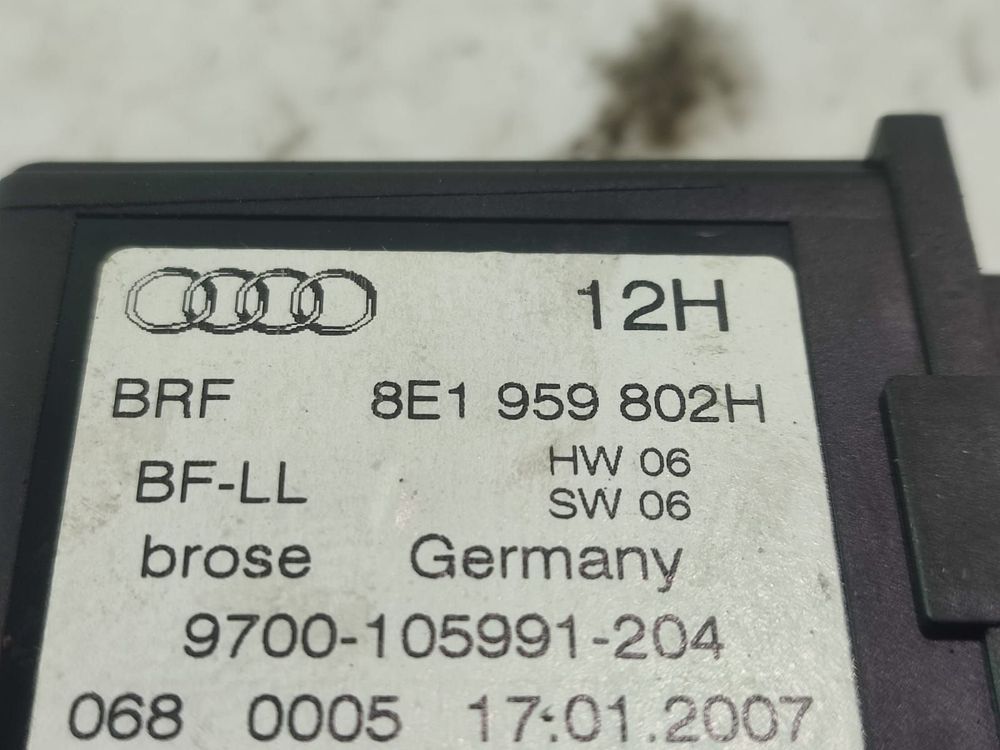 12H
BRF 8E1 959 802H
HW 06
BF-LL
SW 06
brose Germany
9700-105991-204
068 0005 17.01.2007